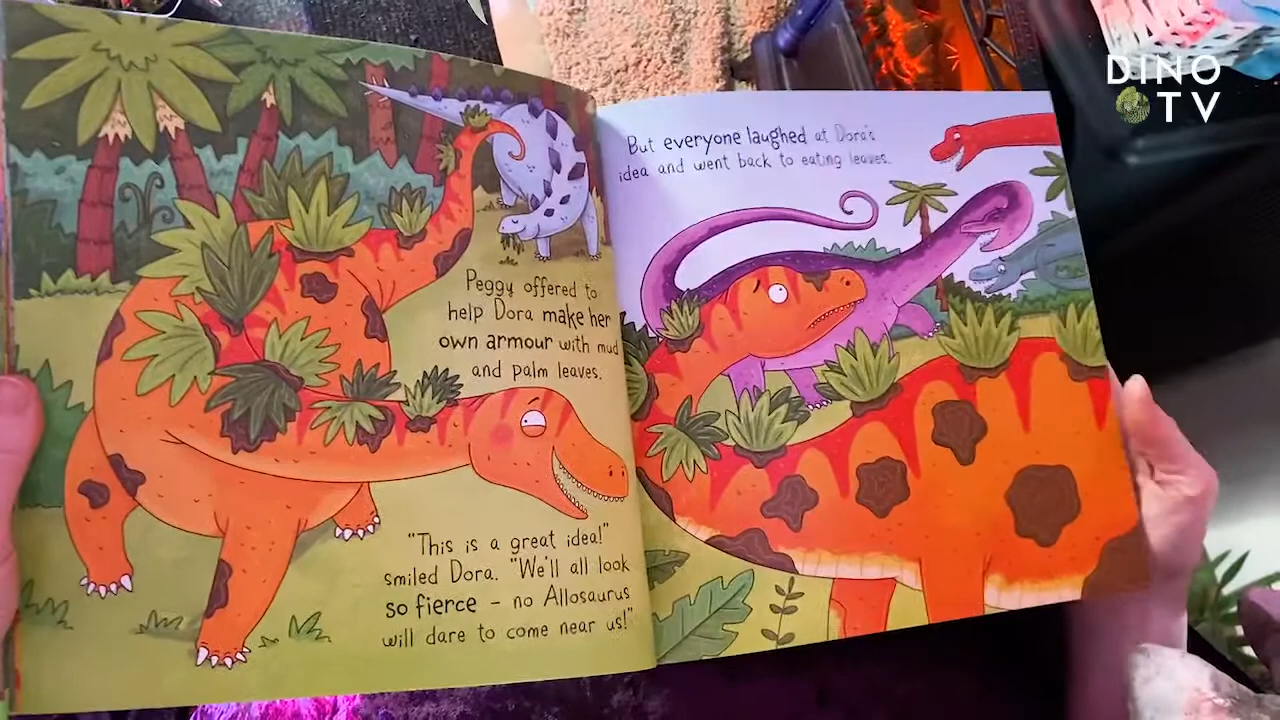 Peggy offered to
help Dora make her
own armour with mud
and palm leaves.
"This is a great idea!"
smiled Dora. "We'll all look
so fierce – no Allosaurus
will dare to come near us!"
But everyone laughed at Dora's
idea and went back to eating leaves.
DINO
TV